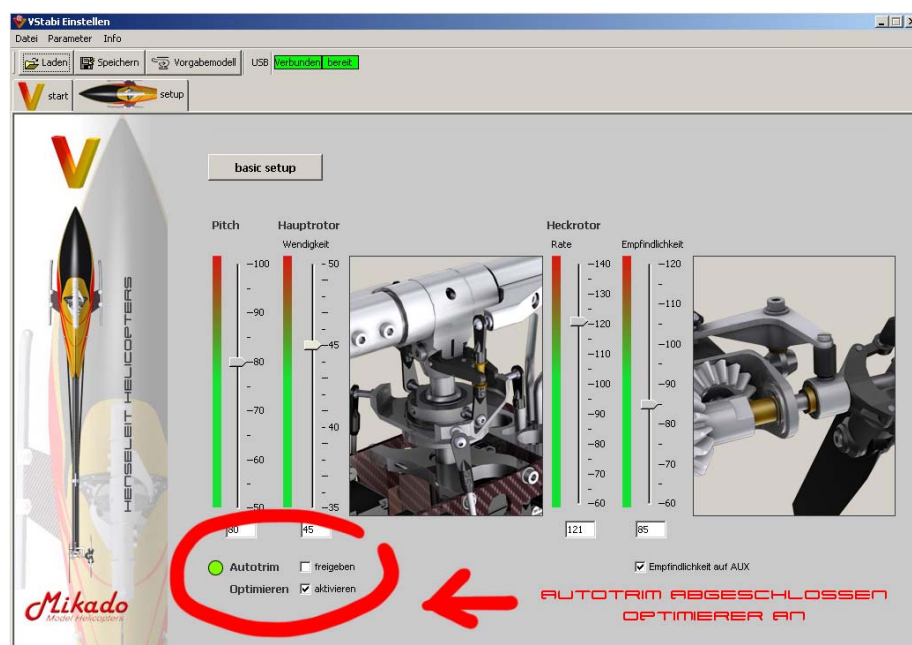 VStabi Einstellen
Datei Parameter Info
Laden Speichern Vorgabemodell USB Verbunden bereit
V start setup
V
basic setup
Pitch Hauptrotor Heckrotor
Wendigkeit Rate Empfindlichkeit
100 50 140 120
130
90 110
45 120
80 110 100
100 90
70 40 90 80
80
60 70
70
50 35 60 60
80 45 121 85
HENSELEIT HELICOPTERS
Autotrim freigeben Empfindlichkeit auf AUX
Optimieren aktivieren
AUTOTRIM ABGESCHLOSSEN
OPTIMIERER AN
Mikado
Model Helicopters